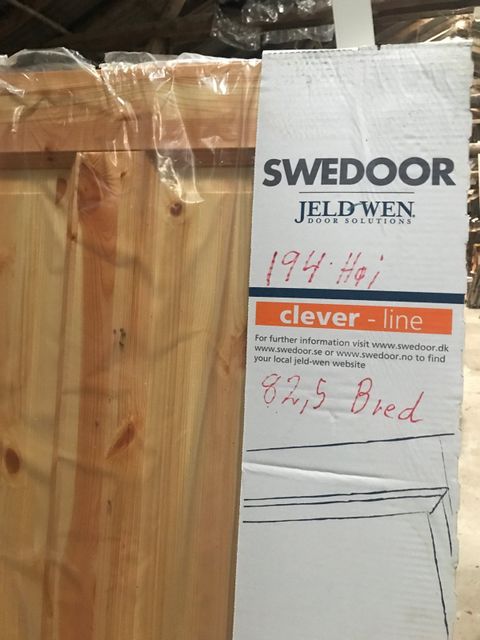 SWEDOOR
JELD-WEN.
DOOR SOLUTIONS
194 Høi
clever - line
For further information visit www.swedoor.dk
www.swedoor.se or www.swedoor.no to find
your local jeld-wen website
82,5 Bred